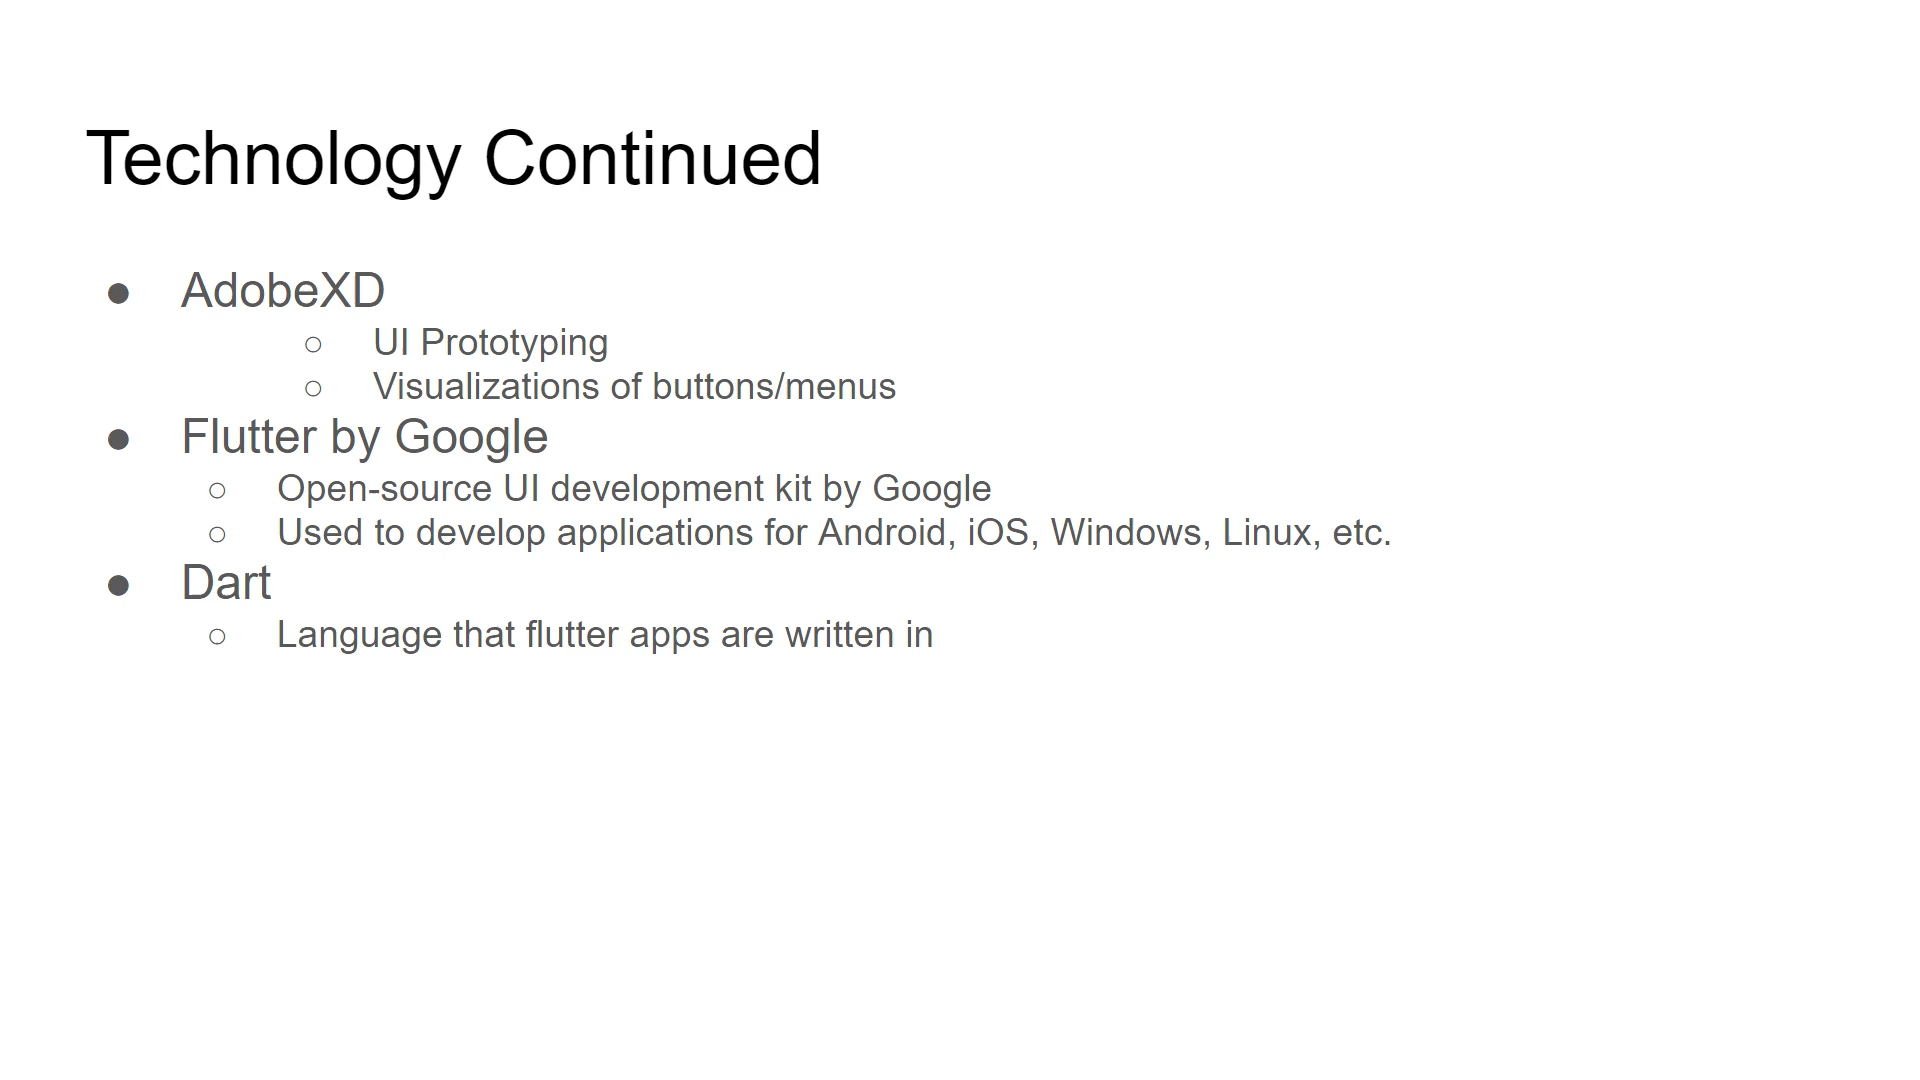 Technology Continued
● AdobeXD
○ UI Prototyping
○ Visualizations of buttons/menus
● Flutter by Google
○ Open-source UI development kit by Google
○ Used to develop applications for Android, iOS, Windows, Linux, etc.
● Dart
○ Language that flutter apps are written in